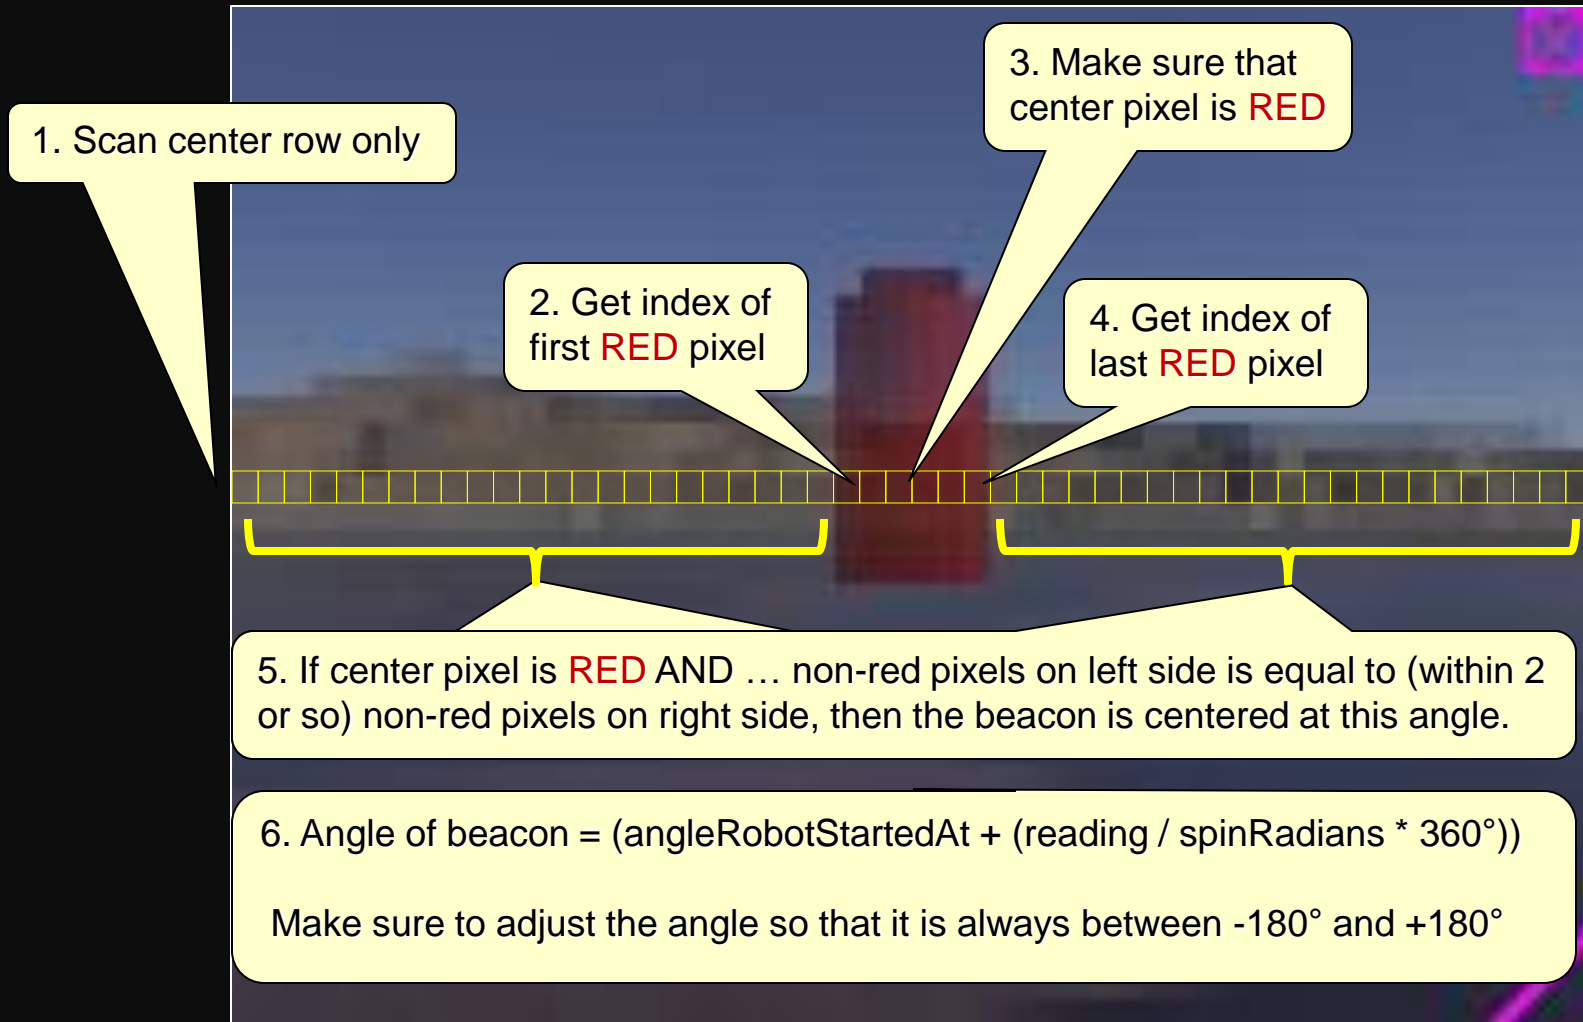 1. Scan center row only
2. Get index of
first RED pixel
3. Make sure that
center pixel is RED
4. Get index of
last RED pixel
5. If center pixel is RED AND … non-red pixels on left side is equal to (within 2
or so) non-red pixels on right side, then the beacon is centered at this angle.
6. Angle of beacon = (angleRobotStartedAt + (reading / spinRadians * 360°))
Make sure to adjust the angle so that it is always between -180° and +180°